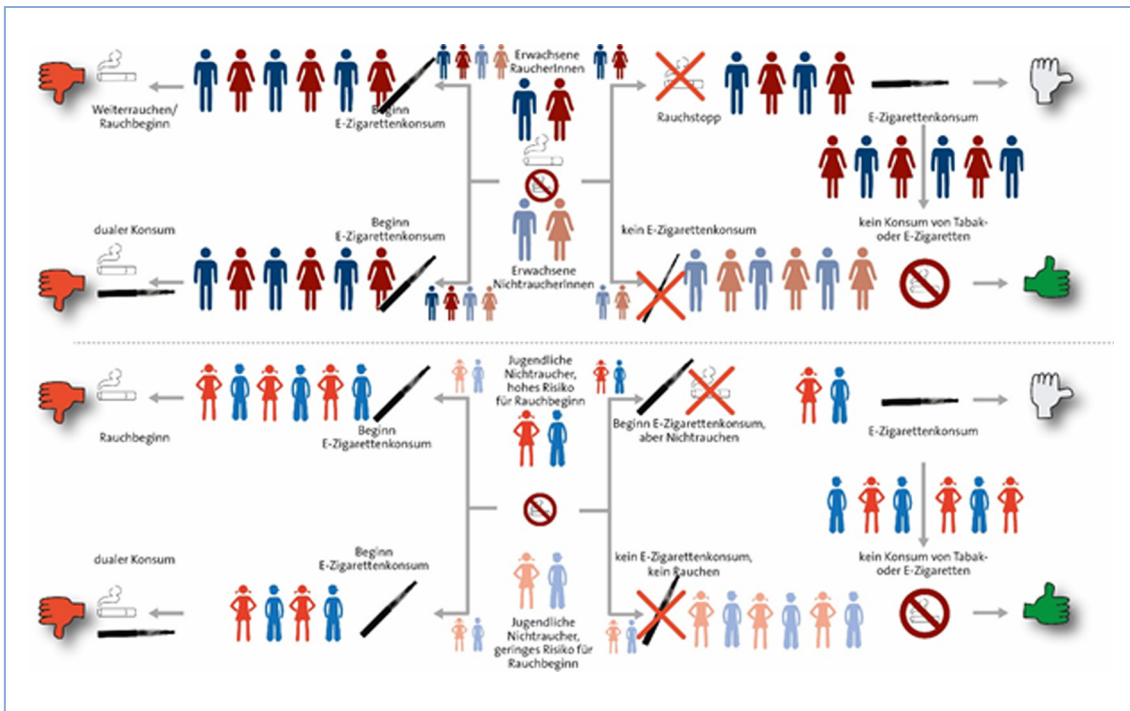 Erwachsene
RaucherInnen
Weiterrauchen/
Rauchbeginn
Beginn
E-Zigarettenkonsum
Rauchstopp
E-Zigarettenkonsum
dualer Konsum
Beginn
E-Zigarettenkonsum
Erwachsene
NichtraucherInnen
kein E-Zigarettenkonsum
kein Konsum von Tabak-
oder E-Zigaretten
Jugendliche
Nichtraucher,
hohes Risiko
für Rauchbeginn
Rauchbeginn
Beginn
E-Zigarettenkonsum
Beginn E-Zigarettenkonsum,
aber Nichtrauchen
E-Zigarettenkonsum
dualer Konsum
Beginn
E-Zigarettenkonsum
kein E-Zigarettenkonsum,
kein Rauchen
kein Konsum von Tabak-
oder E-Zigaretten
Jugendliche
Nichtraucher,
geringes Risiko für
Rauchbeginn